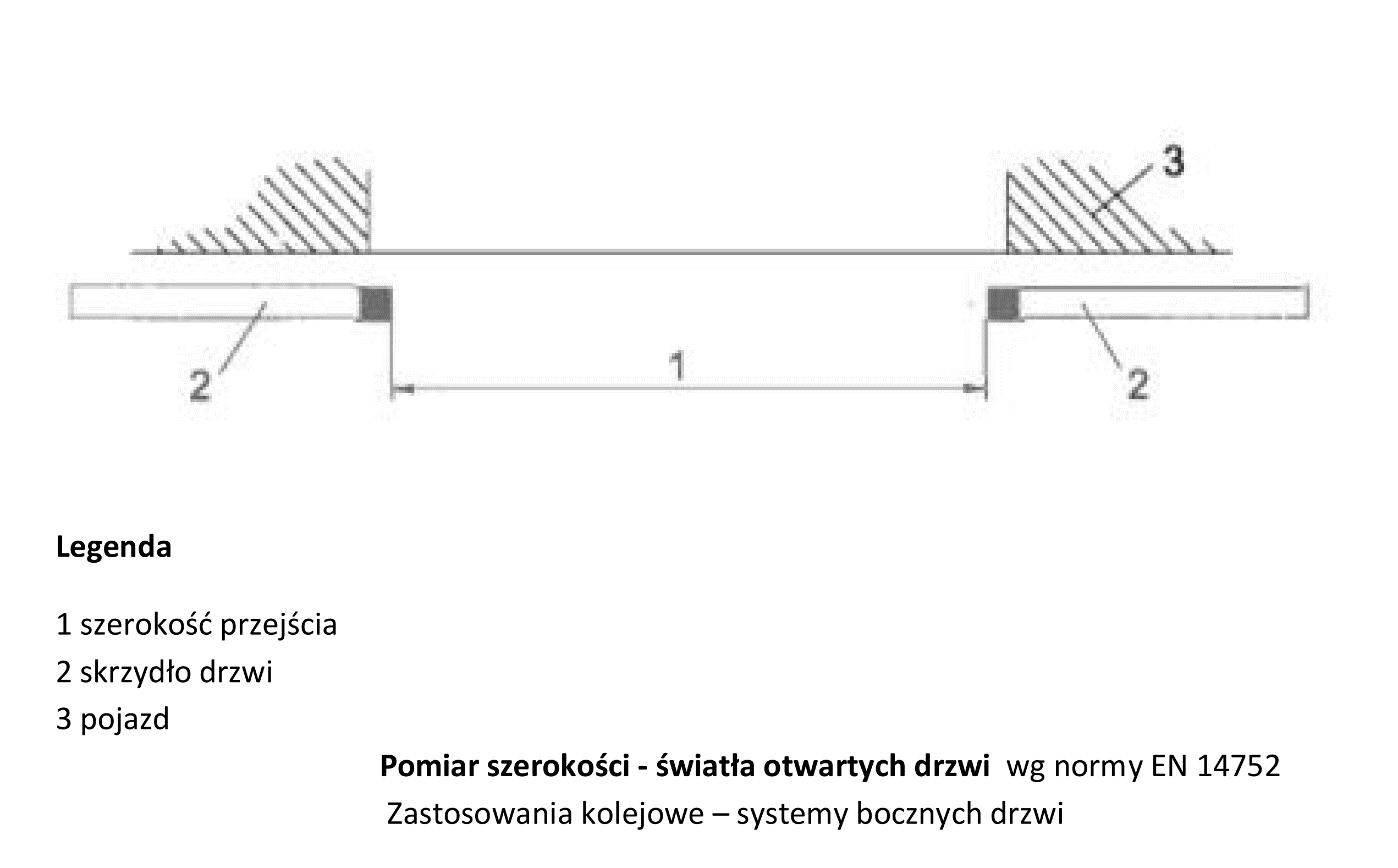 3
1
2
2
Legenda
1 szerokość przejścia
2 skrzydło drzwi
3 pojazd
Pomiar szerokości - światła otwartych drzwi wg normy EN 14752
Zastosowania kolejowe – systemy bocznych drzwi